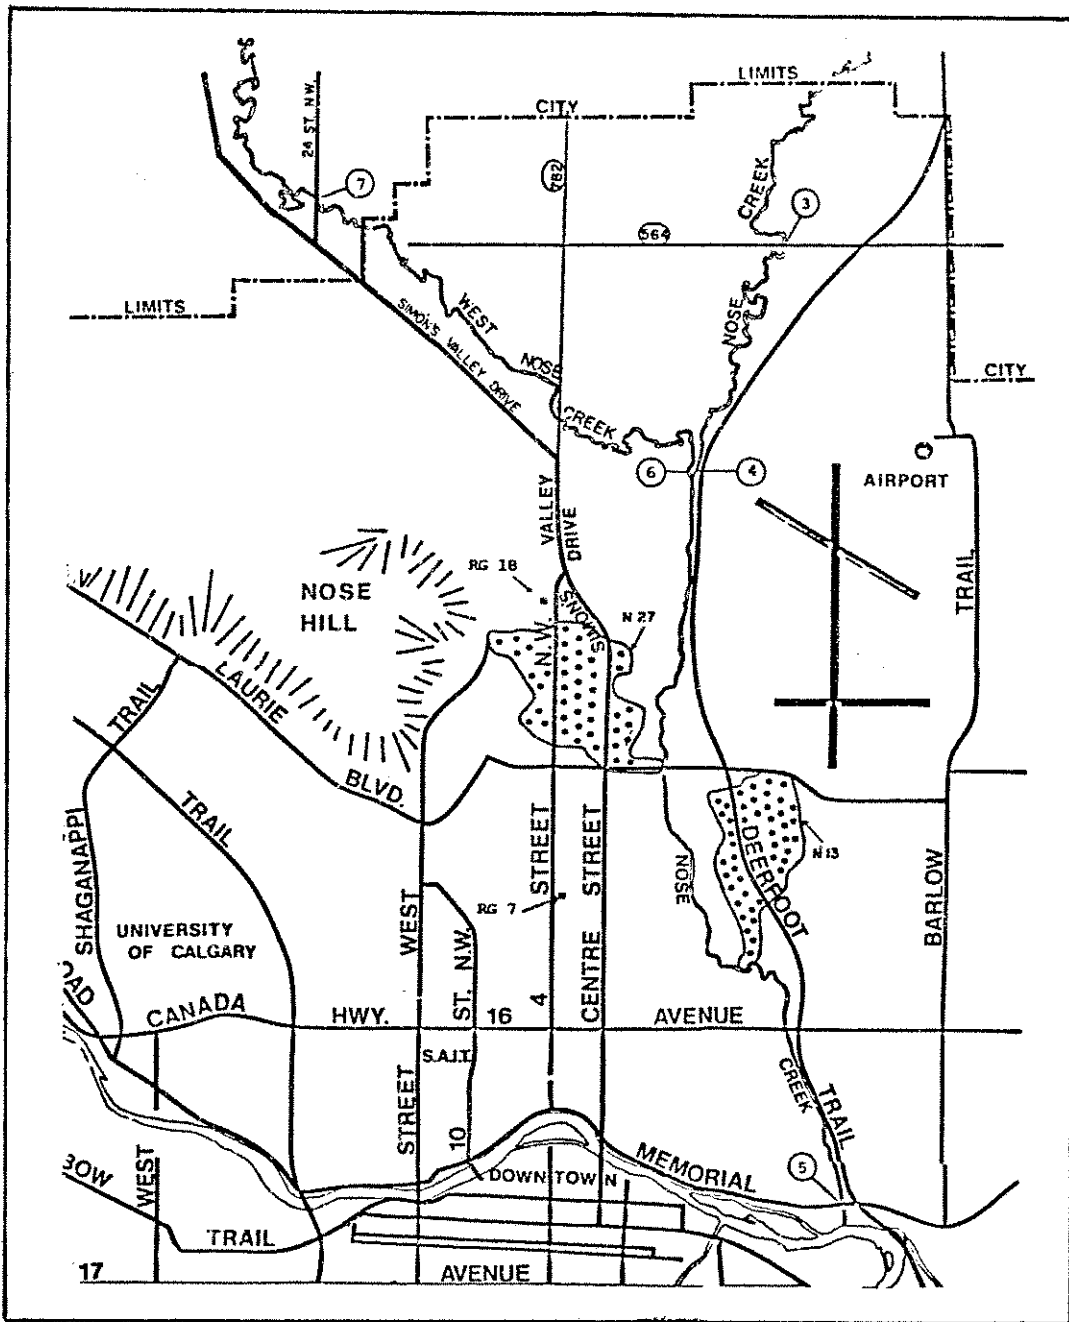 LIMITS
CITY
24 ST. N.W.
7
782
CREEK
3
564
LIMITS
WEST
NOSE
CREEK
NOSE
SIMON'S VALLEY DRIVE
CITY
6
4
AIRPORT
VALLEY
DRIVE
RG 18
NOSE
HILL
SIMONS
N.W.
N 27
TRAIL
TRAIL
LAURIE
BLVD.
TRAIL
SHAGANAPPI
STREET
CENTRE STREET
DEERFOOT
N13
NOSE
BARLOW
RG 7
WEST
UNIVERSITY
OF CALGARY
ST. N.W.
4
CANADA
HWY.
16
AVENUE
S.A.I.T.
CREEK
TRAIL
STREET
10
MEMORIAL
5
DOWNTOWN
BOW
WEST
TRAIL
17
AVENUE